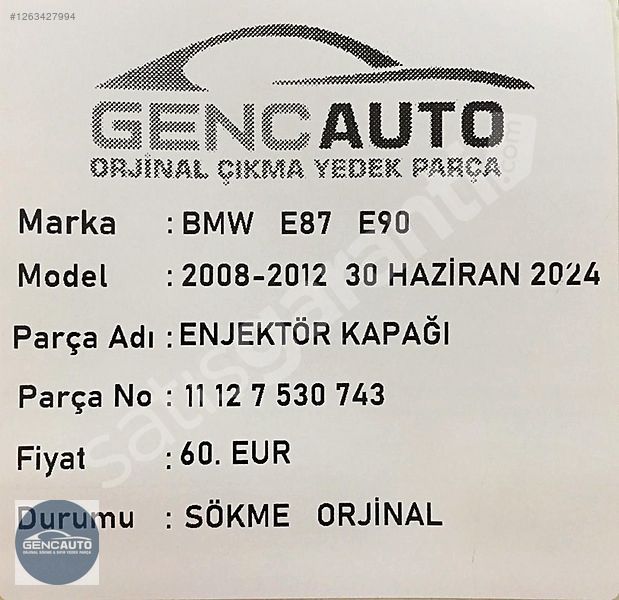 #1263427994
GENCAUTO
.com
ORJİNAL ÇIKMA YEDEK PARÇA
Marka : BMW E87 E90
Model : 2008-2012 30 HAZİRAN 2024
Parça Adı : ENJEKTÖR KAPAĞI
Parça No : 11 12 7 530 743
Fiyat : 60. EUR
Durumu : SÖKME ORJİNAL
GENCAUTO